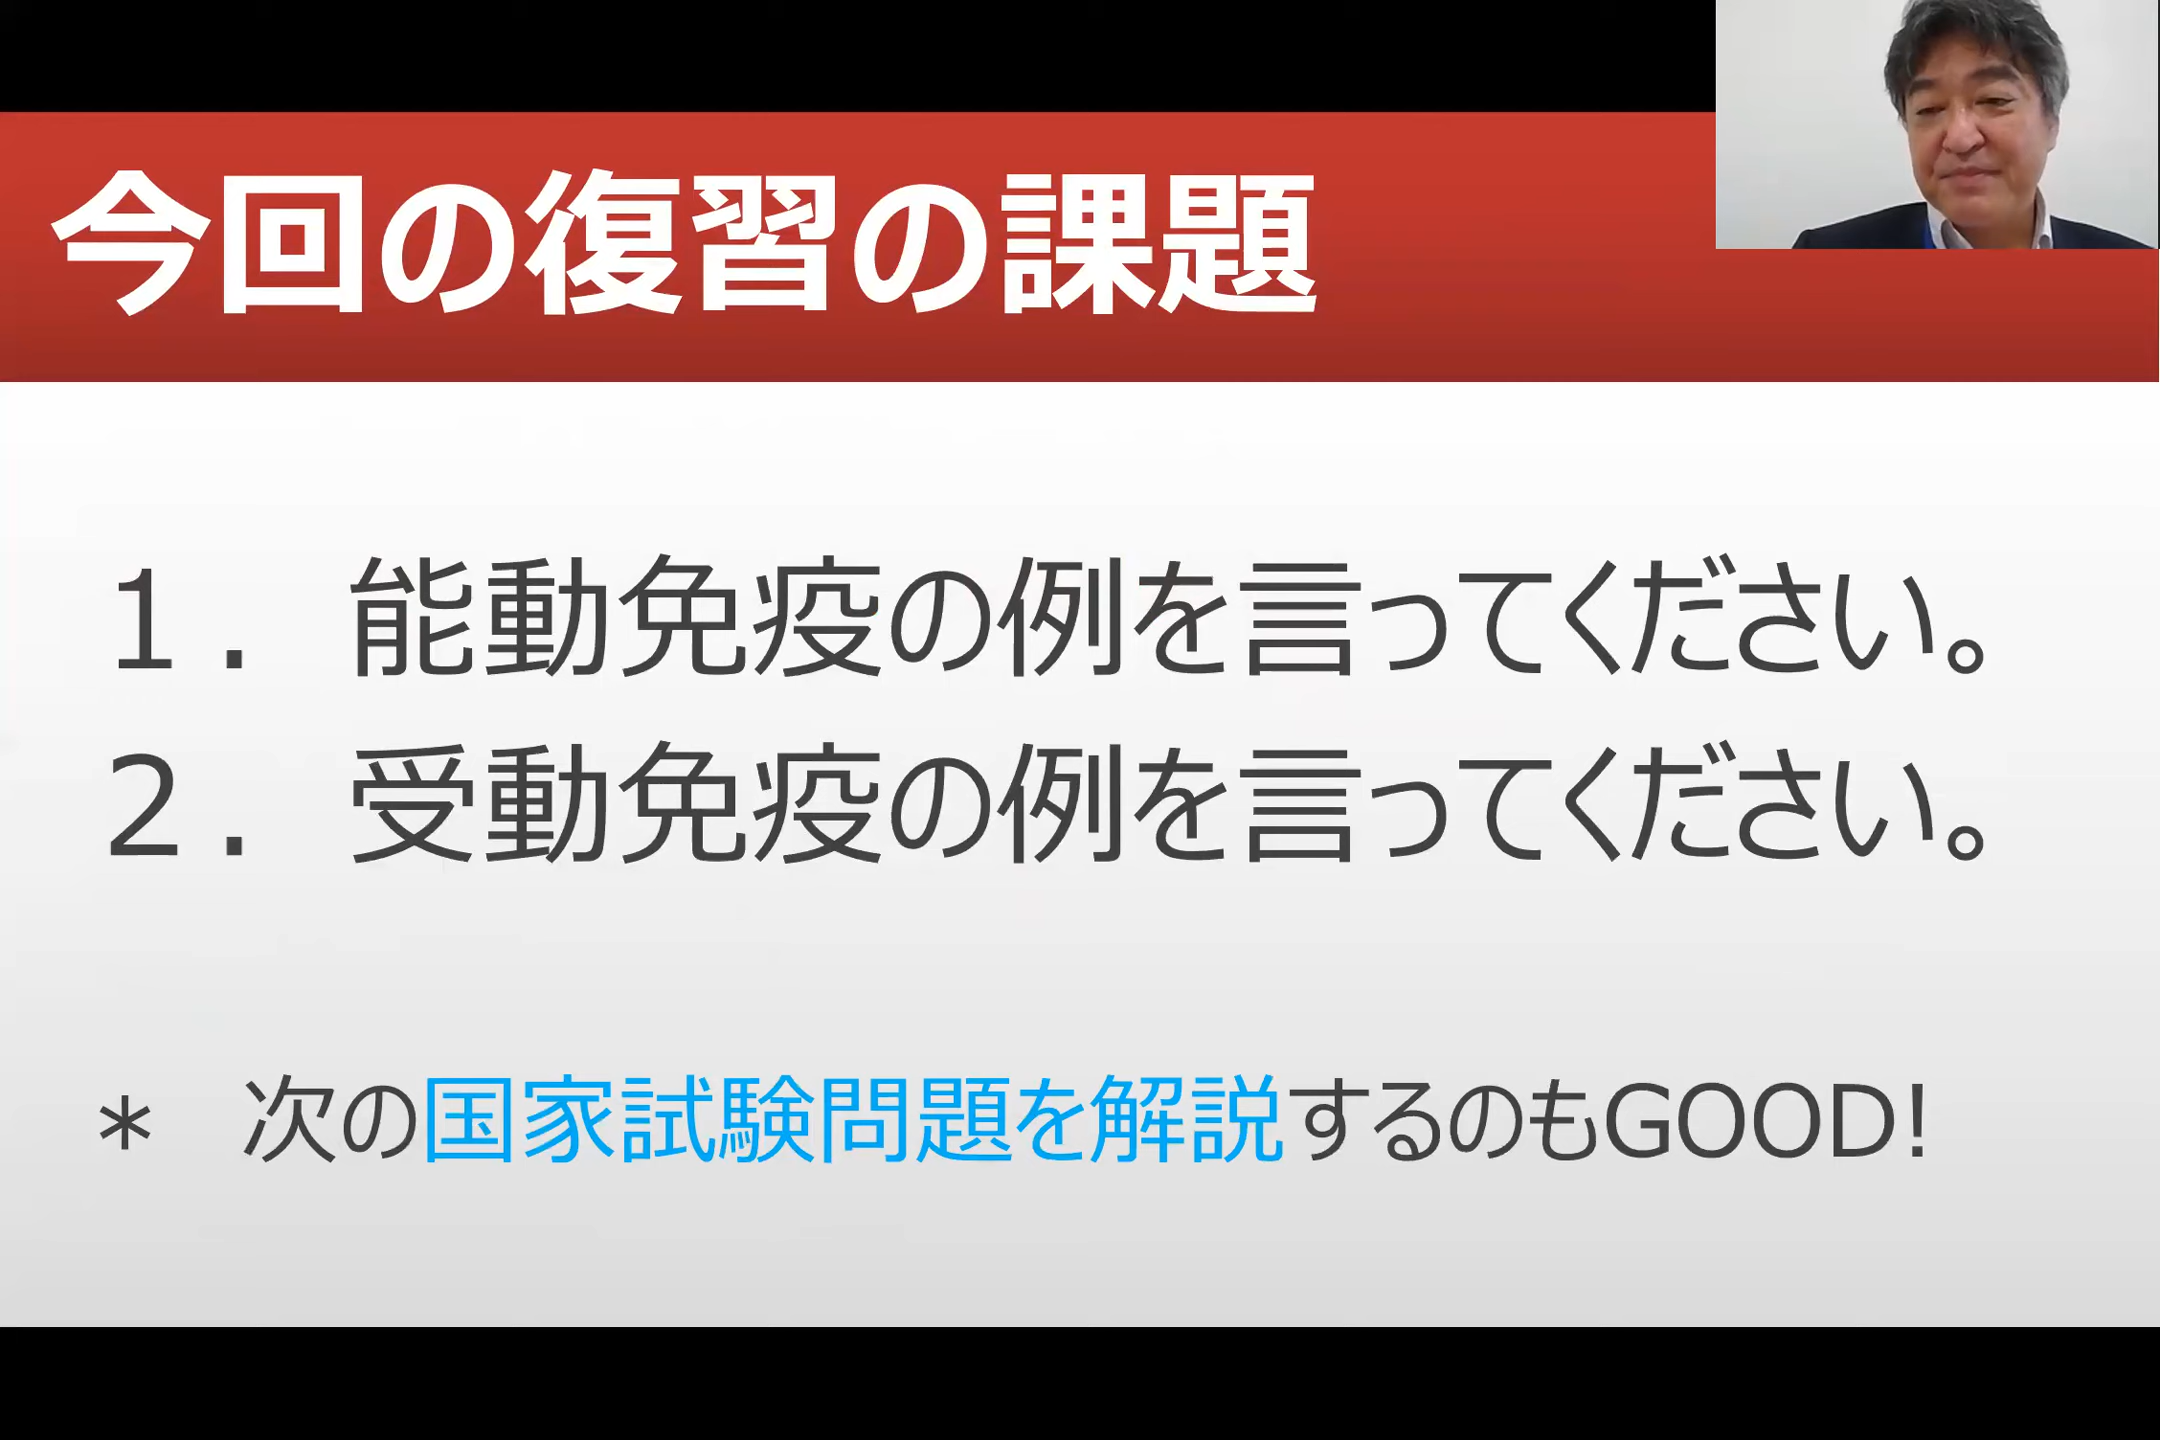 今回の復習の課題
１．能動免疫の例を言ってください。
２．受動免疫の例を言ってください。
＊ 次の国家試験問題を解説するのもGOOD!